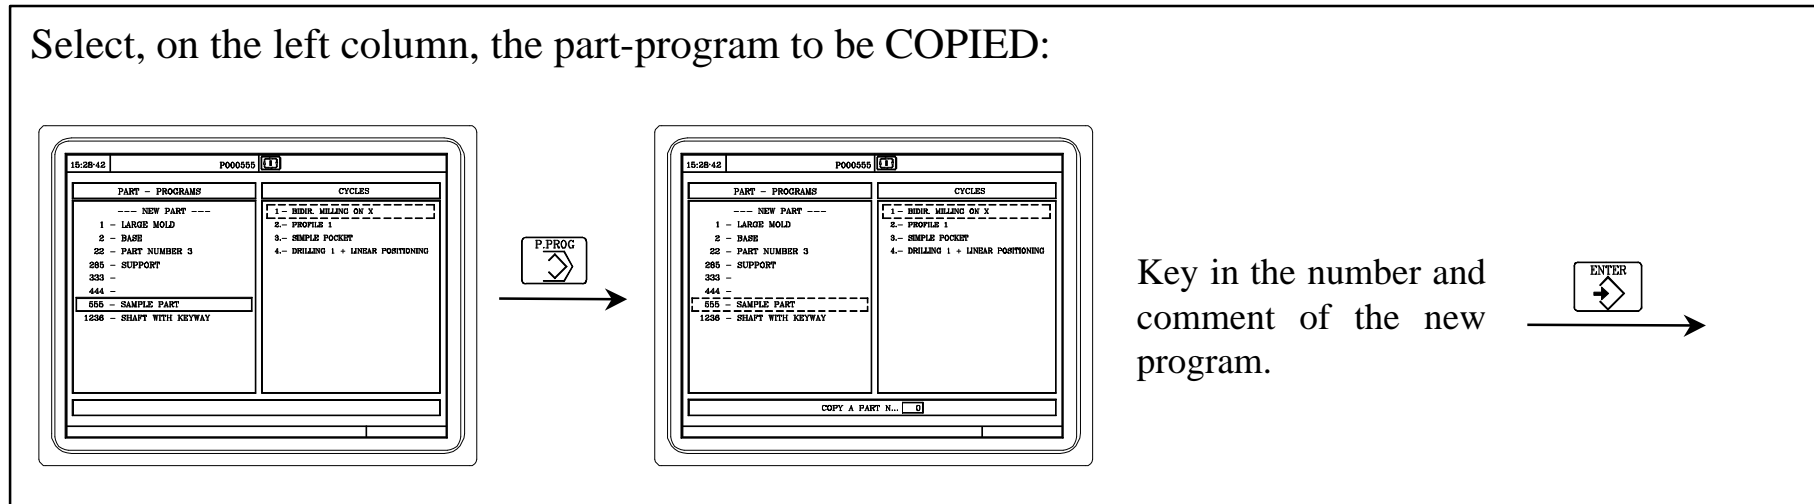 Select, on the left column, the part-program to be COPIED:
15:28:42 P000555
PART - PROGRAMS CYCLES
--- NEW PART ---
1 - LARGE MOLD
2 - BASE
22 - PART NUMBER 3
265 - SUPPORT
333 -
444 -
555 - SAMPLE PART
1236 - SHAFT WITH KEYWAY
1 - BIDIR. MILLING ON X
2.- PROFILE 1
3.- SIMPLE POCKET
4.- DRILLING 1 + LINEAR POSITIONING
P.PROG
15:28:42 P000555
PART - PROGRAMS CYCLES
--- NEW PART ---
1 - LARGE MOLD
2 - BASE
22 - PART NUMBER 3
265 - SUPPORT
333 -
444 -
555 - SAMPLE PART
1236 - SHAFT WITH KEYWAY
1 - BIDIR. MILLING ON X
2.- PROFILE 1
3.- SIMPLE POCKET
4.- DRILLING 1 + LINEAR POSITIONING
COPY A PART N... 0
Key in the number and
comment of the new
program.
ENTER